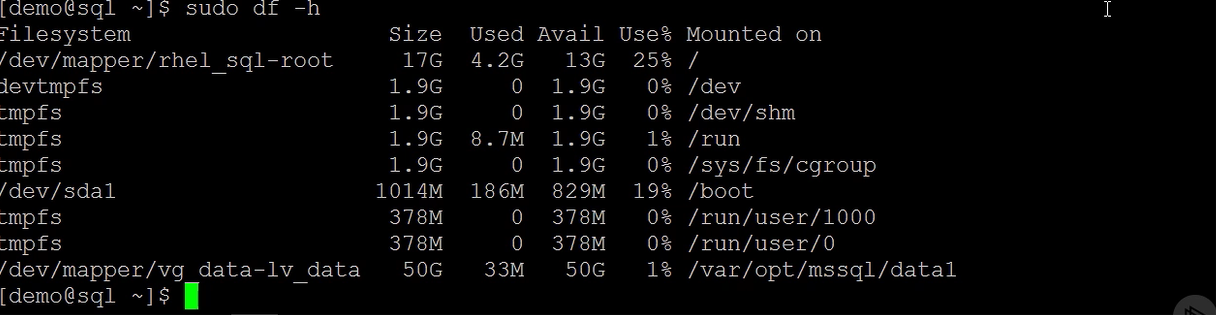 [demo@sql ~]$ sudo df -h
Filesystem Size Used Avail Use% Mounted on
/dev/mapper/rhel_sql-root 17G 4.2G 13G 25% /
devtmpfs 1.9G 0 1.9G 0% /dev
tmpfs 1.9G 0 1.9G 0% /dev/shm
tmpfs 1.9G 8.7M 1.9G 1% /run
tmpfs 1.9G 0 1.9G 0% /sys/fs/cgroup
/dev/sda1 1014M 186M 829M 19% /boot
tmpfs 378M 0 378M 0% /run/user/1000
tmpfs 378M 0 378M 0% /run/user/0
/dev/mapper/vg_data-lv_data 50G 33M 50G 1% /var/opt/mssql/data1
[demo@sql ~]$